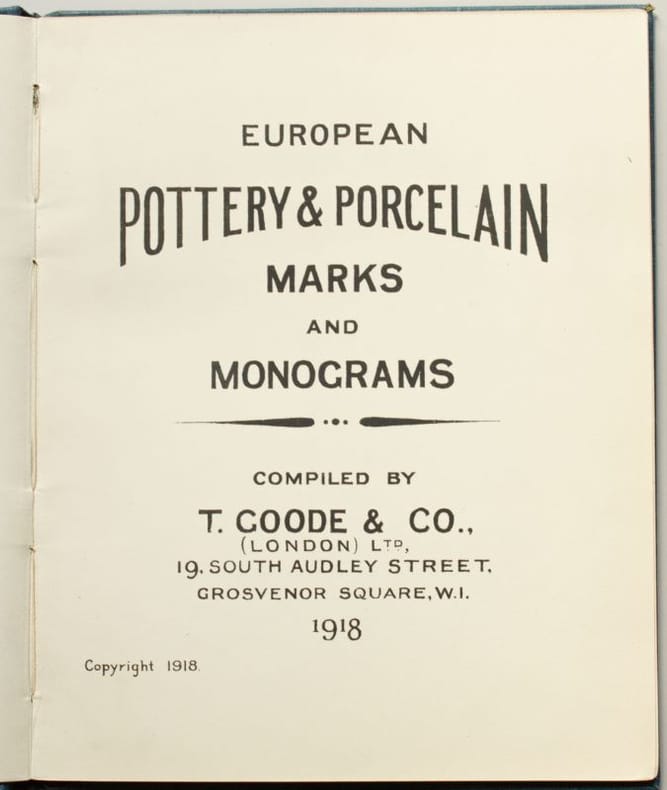 EUROPEAN
POTTERY & PORCELAIN
MARKS
AND
MONOGRAMS
COMPILED BY
T. GOODE & CO.,
(LONDON) LTD,
19, SOUTH AUDLEY STREET,
GROSVENOR SQUARE, W.I.
1918
Copyright 1918.